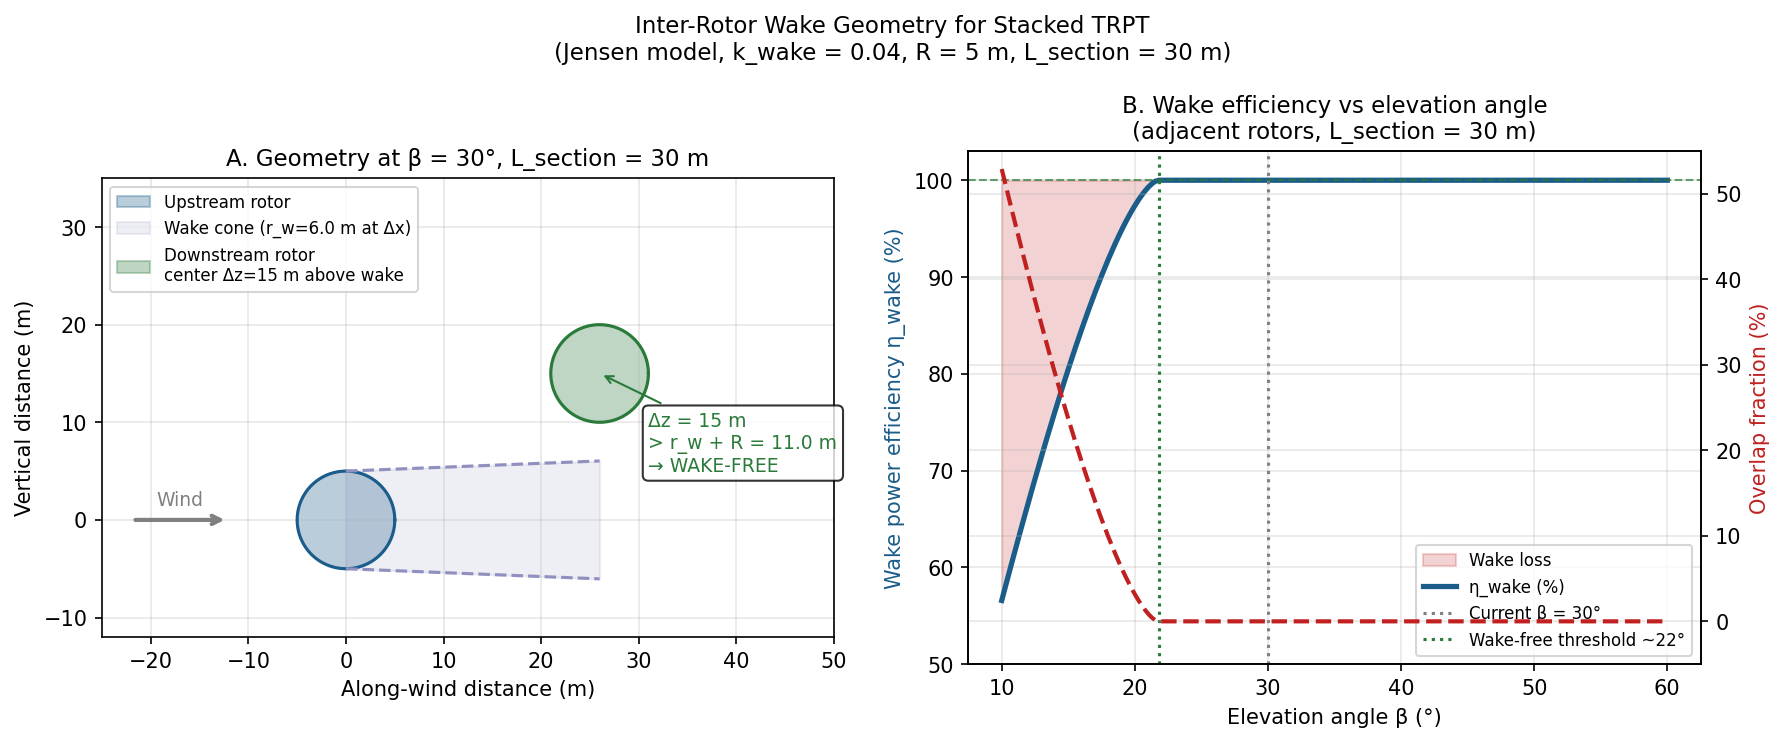 Inter-Rotor Wake Geometry for Stacked TRPT
(Jensen model, k_wake = 0.04, R = 5 m, L_section = 30 m)
A. Geometry at β = 30°, L_section = 30 m
Upstream rotor
Wake cone (r_w=6.0 m at Δx)
Downstream rotor
center Δz=15 m above wake
Δz = 15 m
> r_w + R = 11.0 m
→ WAKE-FREE
Wind
Vertical distance (m)
30
20
10
0
−10
−20
−10
0
10
20
30
40
50
Along-wind distance (m)
B. Wake efficiency vs elevation angle
(adjacent rotors, L_section = 30 m)
Wake power efficiency η_wake (%)
100
90
80
70
60
50
50
40
30
20
10
0
Overlap fraction (%)
Wake loss
η_wake (%)
Current β = 30°
Wake-free threshold ~22°
10
20
30
40
50
60
Elevation angle β (°)